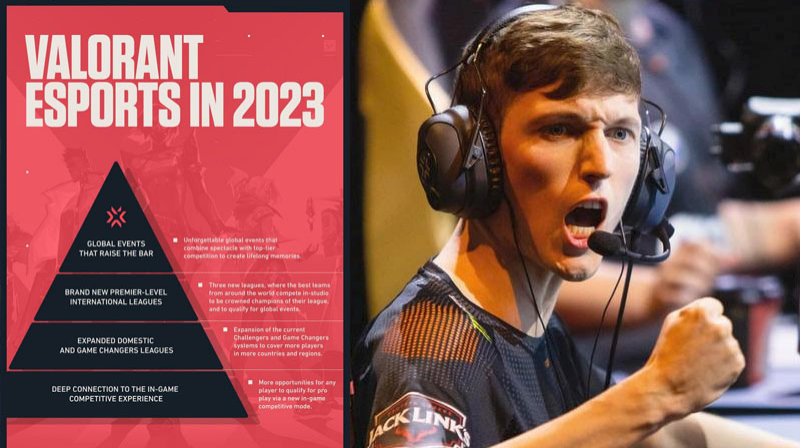 VALORANT
ESPORTS IN 2023
GLOBAL EVENTS
THAT RAISE THE BAR
Unforgettable global events that
combine spectacle with top-tier
competition to create lifelong memories.
BRAND NEW PREMIER-LEVEL
INTERNATIONAL LEAGUES
Three new leagues, where the best teams
from around the world compete in-studio
to be crowned champions of their league,
and to qualify for global events.
EXPANDED DOMESTIC
AND GAME CHANGERS LEAGUES
Expansion of the current
Challengers and Game Changers
systems to cover more players
in more countries and regions.
DEEP CONNECTION TO THE IN-GAME
COMPETITIVE EXPERIENCE
More opportunities for any
player to qualify for pro
play via a new in-game
competitive mode.
JACK LINK'S